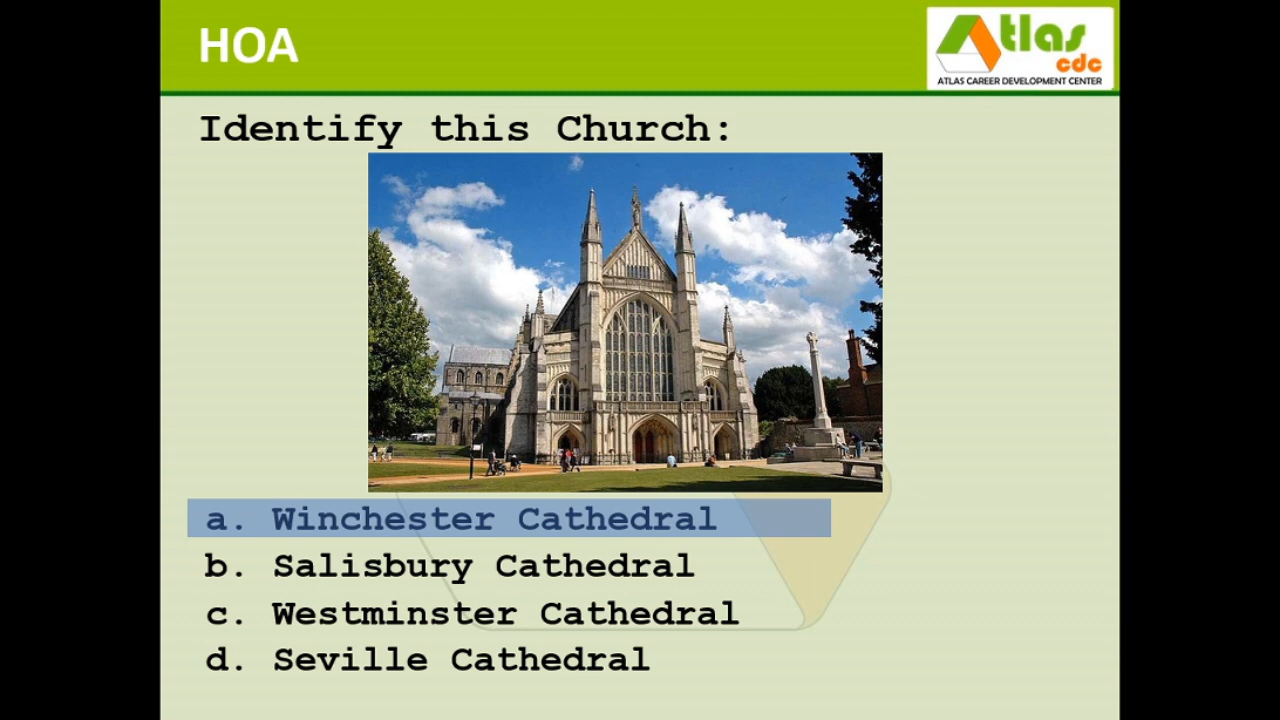 HOA
Atlas
cdc
ATLAS CAREER DEVELOPMENT CENTER
Identify this Church:
a. Winchester Cathedral
b. Salisbury Cathedral
c. Westminster Cathedral
d. Seville Cathedral